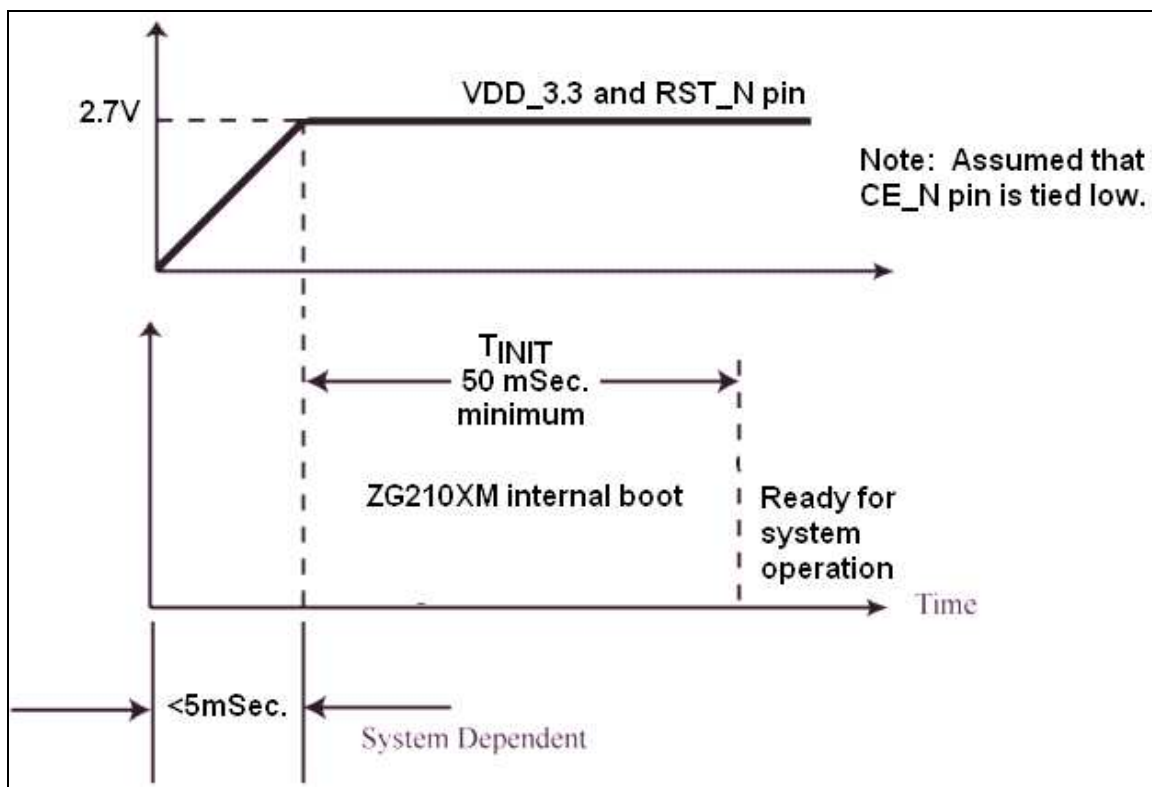 VDD_3.3 and RST_N pin
2.7V
Note: Assumed that
CE_N pin is tied low.
TINIT
50 mSec.
minimum
ZG210XM internal boot
Ready for
system
operation
Time
<5mSec.
System Dependent